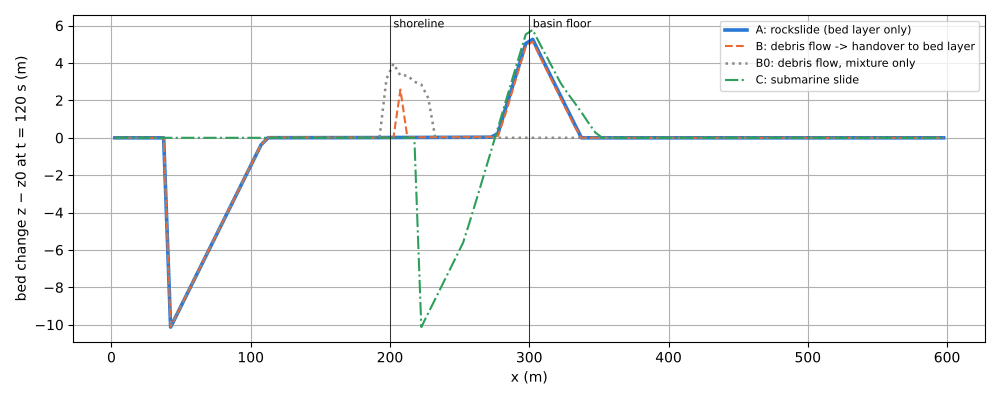 shoreline
basin floor
A: rockslide (bed layer only)
B: debris flow -> handover to bed layer
B0: debris flow, mixture only
C: submarine slide
bed change z − z0 at t = 120 s (m)
6
4
2
0
−2
−4
−6
−8
−10
0 100 200 300 400 500 600
x (m)